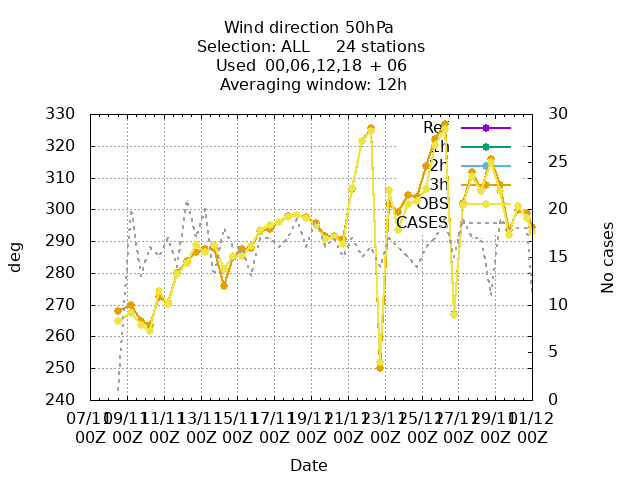 Wind direction 50hPa
Selection: ALL 24 stations
Used 00,06,12,18 + 06
Averaging window: 12h
330
320
310
300
290
280
270
260
250
240
deg
30
25
20
15
10
5
0
No cases
2h
3h
OBS
CASES
07/11 09/11 11/11 13/11 15/11 17/11 19/11 21/11 23/11 25/11 27/11 29/11 01/12
00Z 00Z 00Z 00Z 00Z 00Z 00Z 00Z 00Z 00Z 00Z 00Z 00Z
Date